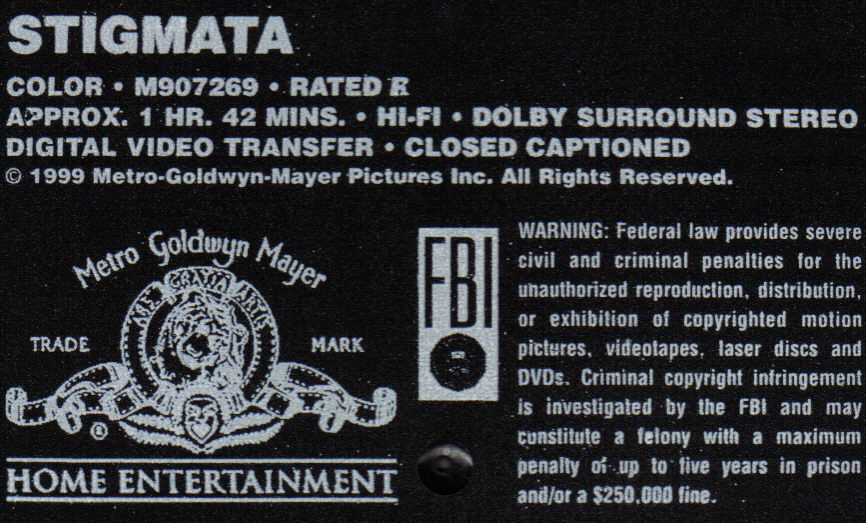 STIGMATA
COLOR • M907269 • RATED R
APPROX. 1 HR. 42 MINS. • HI-FI • DOLBY SURROUND STEREO
DIGITAL VIDEO TRANSFER • CLOSED CAPTIONED
© 1999 Metro-Goldwyn-Mayer Pictures Inc. All Rights Reserved.
Metro Goldwyn Mayer
ARS GRATIA ARTIS
TRADE MARK
®
HOME ENTERTAINMENT
FBI
WARNING: Federal law provides severe
civil and criminal penalties for the
unauthorized reproduction, distribution,
or exhibition of copyrighted motion
pictures, videotapes, laser discs and
DVDs. Criminal copyright infringement
is investigated by the FBI and may
constitute a felony with a maximum
penalty of up to five years in prison
and/or a $250,000 fine.